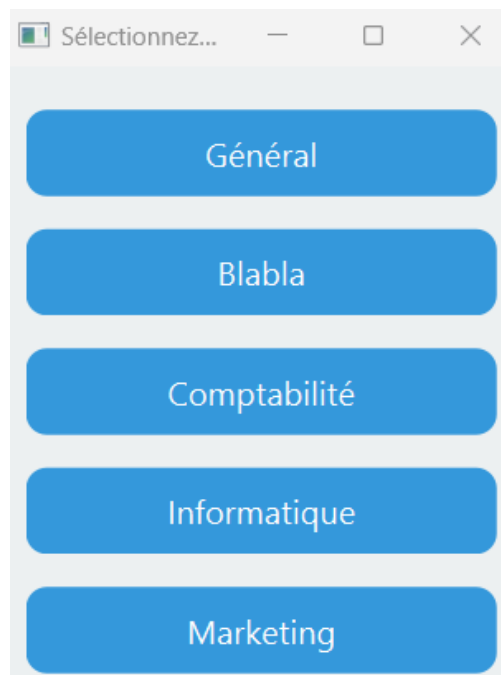 Sélectionnez...
Général
Blabla
Comptabilité
Informatique
Marketing